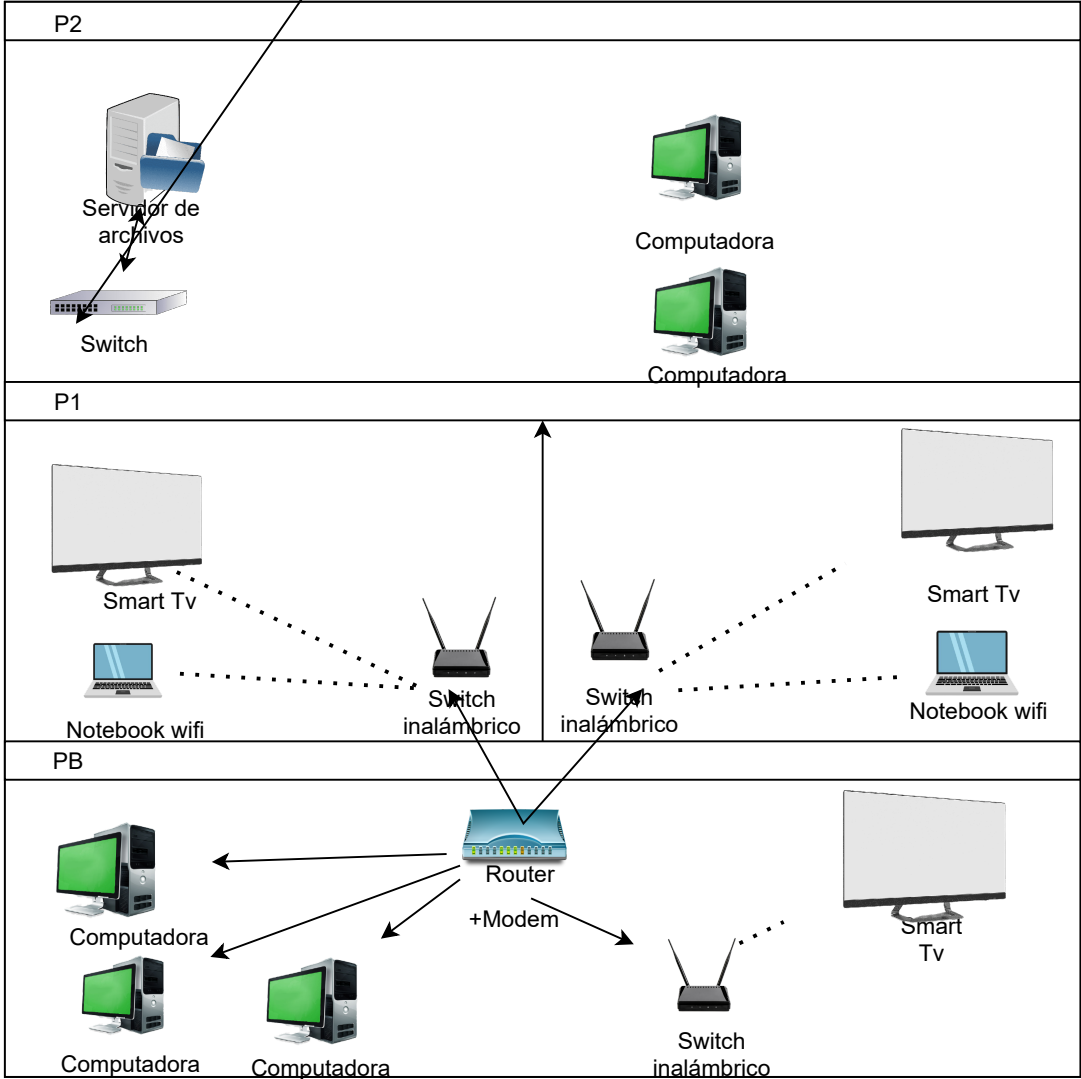 P2
Servidor de
archivos
Computadora
Switch
Computadora
P1
Smart Tv
Smart Tv
Switch
inalámbrico
Switch
inalámbrico
Notebook wifi
Notebook wifi
PB
Router
+Modem
Computadora
Smart
Tv
Computadora
Computadora
Switch
inalámbrico